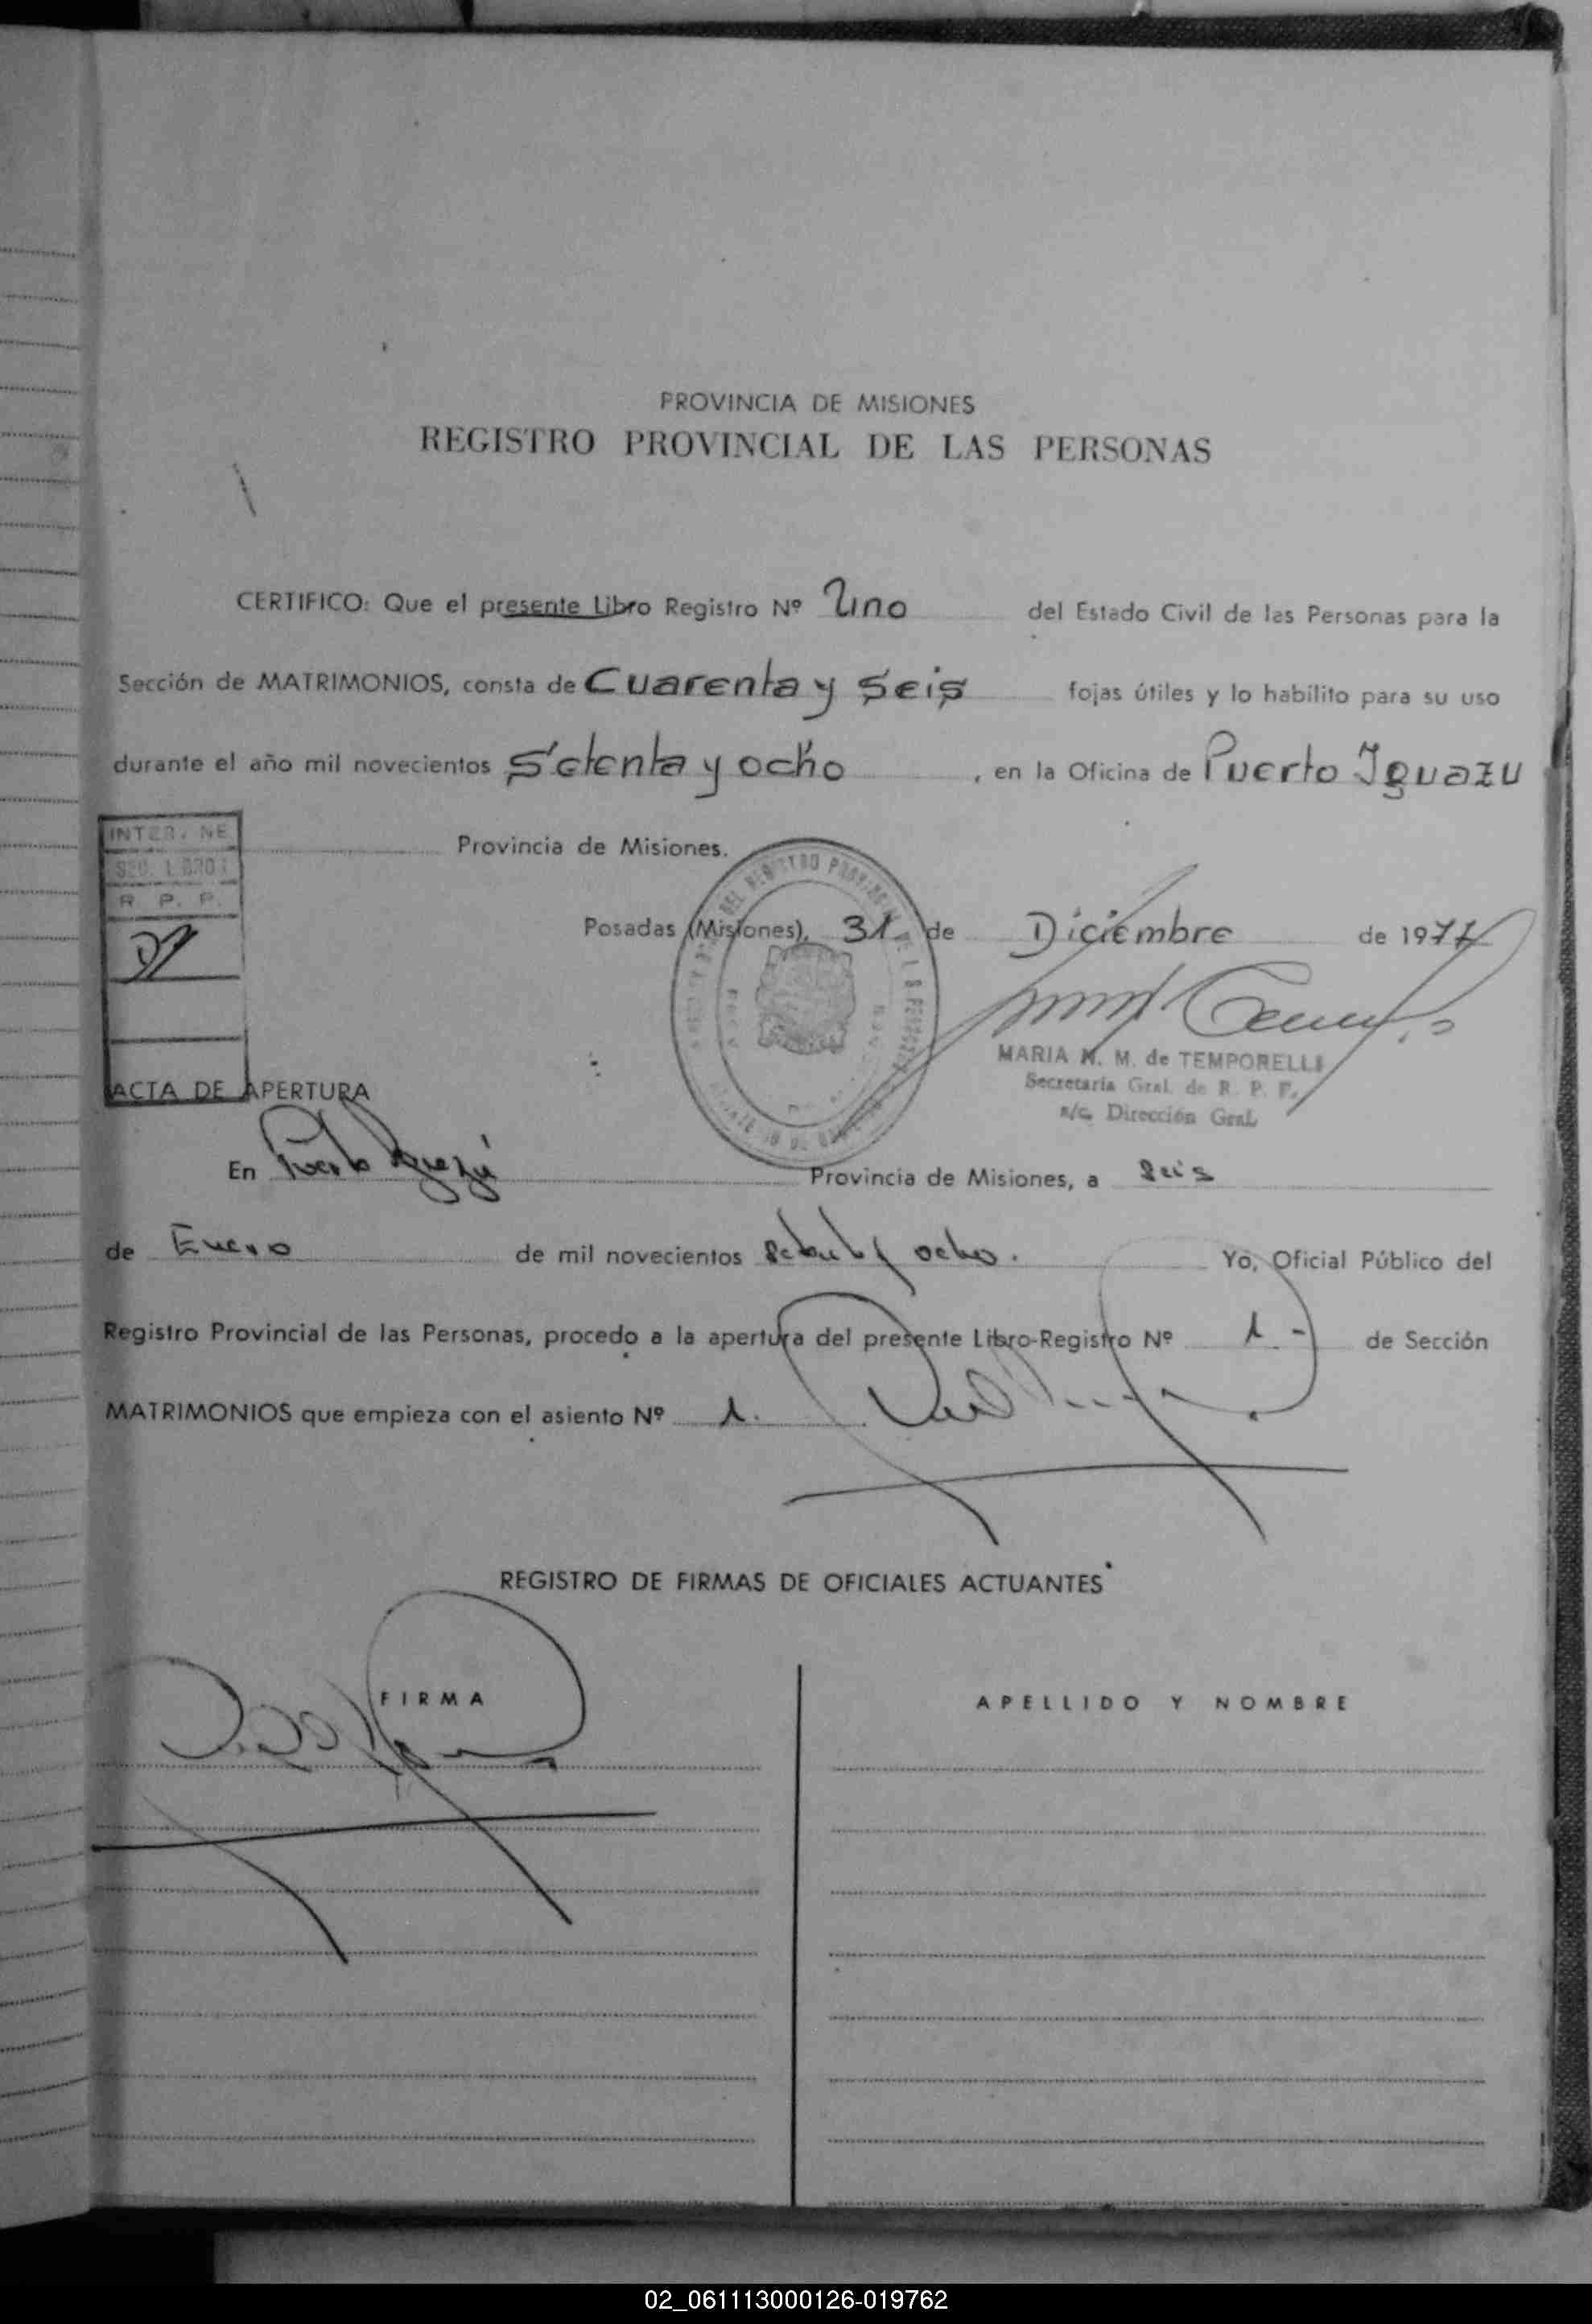 PROVINCIA DE MISIONES
REGISTRO PROVINCIAL DE LAS PERSONAS
CERTIFICO: Que el presente Libro Registro Nº Uno del Estado Civil de las Personas para la
Sección de MATRIMONIOS, consta de Cuarenta y Seis fojas útiles y lo habilito para su uso
durante el año mil novecientos Setenta y ocho, en la Oficina de Puerto Iguazu
INTER. NE
R. P. P.
Provincia de Misiones.
Posadas (Misiones), 31 de Diciembre de 1977
MARIA N. M. de TEMPORELLI
Secretaria Gral. de R. P. P.
a/c. Dirección Gral.
ACTA DE APERTURA
En Puerto Iguazú Provincia de Misiones, a Seis
de Enero de mil novecientos Setenta y ocho. Yo, Oficial Público del
Registro Provincial de las Personas, procedo a la apertura del presente Libro-Registro Nº 1- de Sección
MATRIMONIOS que empieza con el asiento Nº 1.
REGISTRO DE FIRMAS DE OFICIALES ACTUANTES
FIRMA
APELLIDO Y NOMBRE
02_061113000126-019762